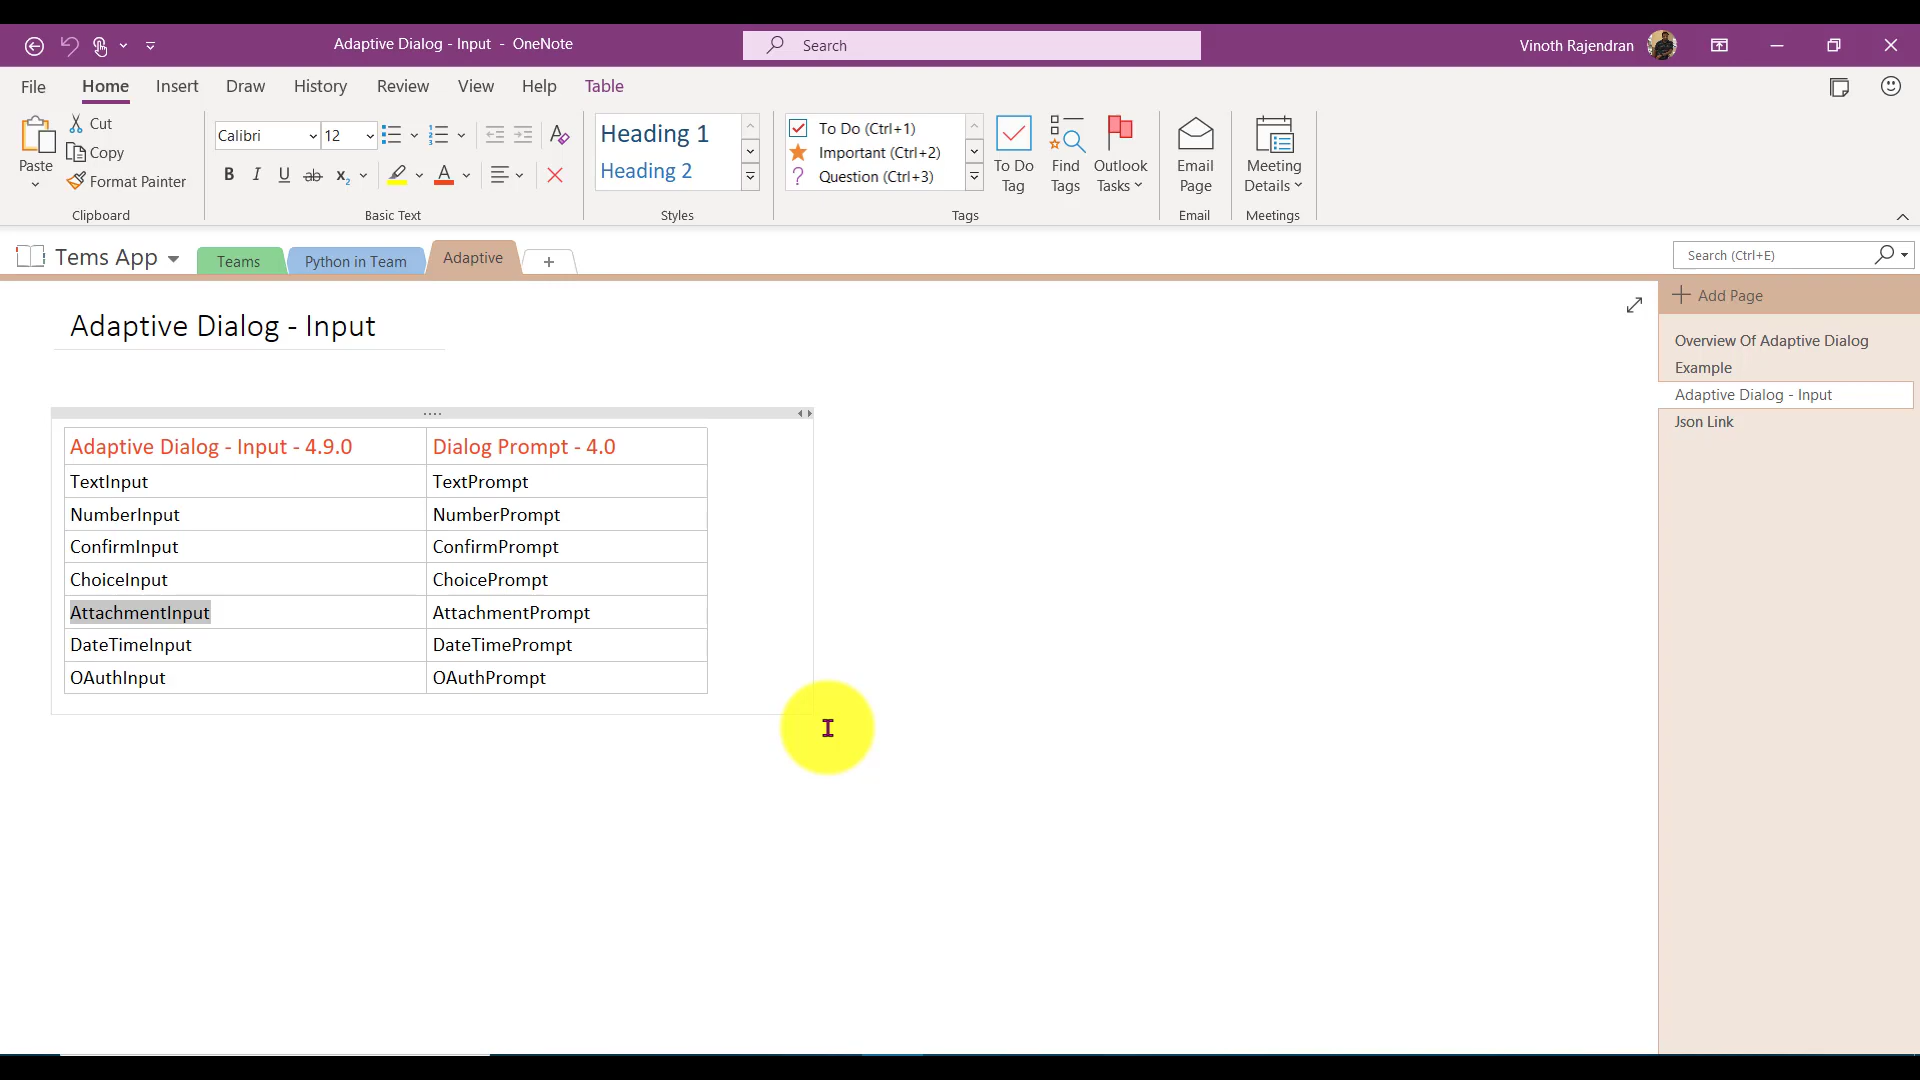 Adaptive Dialog - Input - OneNote
Search
Vinoth Rajendran
File Home Insert Draw History Review View Help Table
Paste
Cut
Copy
Format Painter
Clipboard
Calibri 12
B I U ab x₂ A
Basic Text
Heading 1
Heading 2
Styles
To Do (Ctrl+1)
Important (Ctrl+2)
Question (Ctrl+3)
To Do
Tag
Find
Tags
Outlook
Tasks
Tags
Email
Page
Email
Meeting
Details
Meetings
Tems App Teams Python in Team Adaptive +
Search (Ctrl+E)
Add Page
Overview Of Adaptive Dialog
Example
Adaptive Dialog - Input
Json Link
Adaptive Dialog - Input
Adaptive Dialog - Input - 4.9.0 Dialog Prompt - 4.0
TextInput TextPrompt
NumberInput NumberPrompt
ConfirmInput ConfirmPrompt
ChoiceInput ChoicePrompt
AttachmentInput AttachmentPrompt
DateTimeInput DateTimePrompt
OAuthInput OAuthPrompt